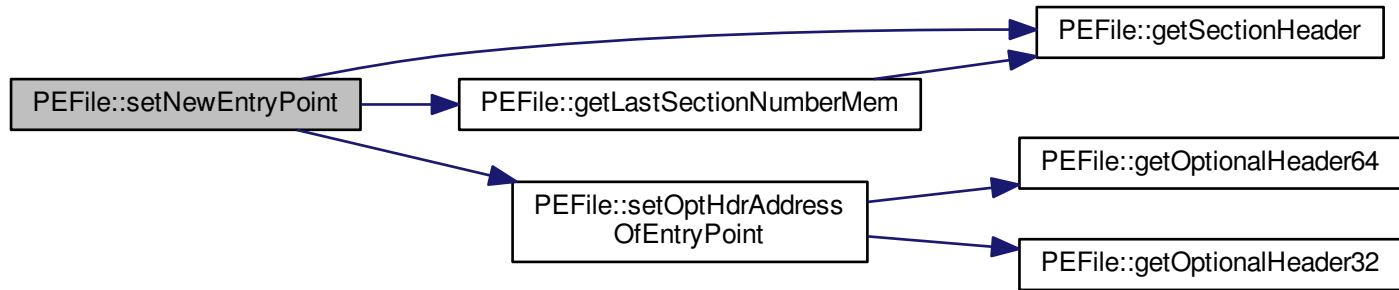 PEFile::setNewEntryPoint
PEFile::getSectionHeader
PEFile::getLastSectionNumberMem
PEFile::setOptHdrAddress
OfEntryPoint
PEFile::getOptionalHeader64
PEFile::getOptionalHeader32